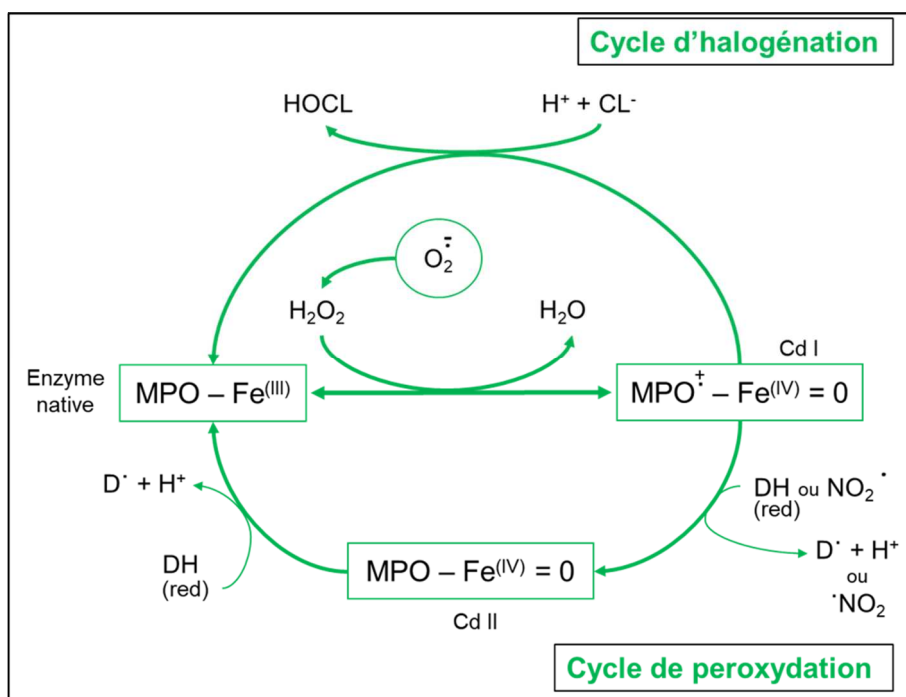 Cycle d'halogénation
HOCL
H⁺ + CL⁻
O₂⁻̇
H₂O₂
H₂O
Cd I
Enzyme
native
MPO – Fe⁽ᴵᴵᴵ⁾
MPO⁺̇ – Fe⁽ᴵⱽ⁾ = 0
D˙ + H⁺
DH ou NO₂ ˙
(red)
DH
(red)
MPO – Fe⁽ᴵⱽ⁾ = 0
D˙ + H⁺
ou
˙NO₂
Cd II
Cycle de peroxydation